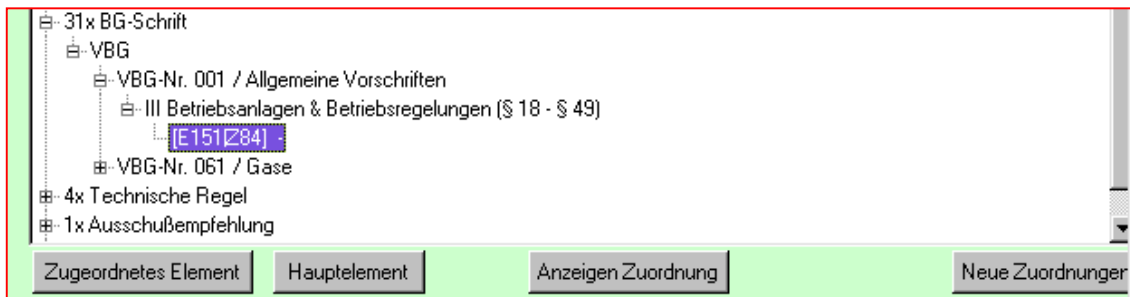 31x BG-Schrift
VBG
VBG-Nr. 001 / Allgemeine Vorschriften
III Betriebsanlagen & Betriebsregelungen (§ 18 - § 49)
[E151|Z84] -
VBG-Nr. 061 / Gase
4x Technische Regel
1x Ausschußempfehlung
Zugeordnetes Element Hauptelement Anzeigen Zuordnung Neue Zuordnunger